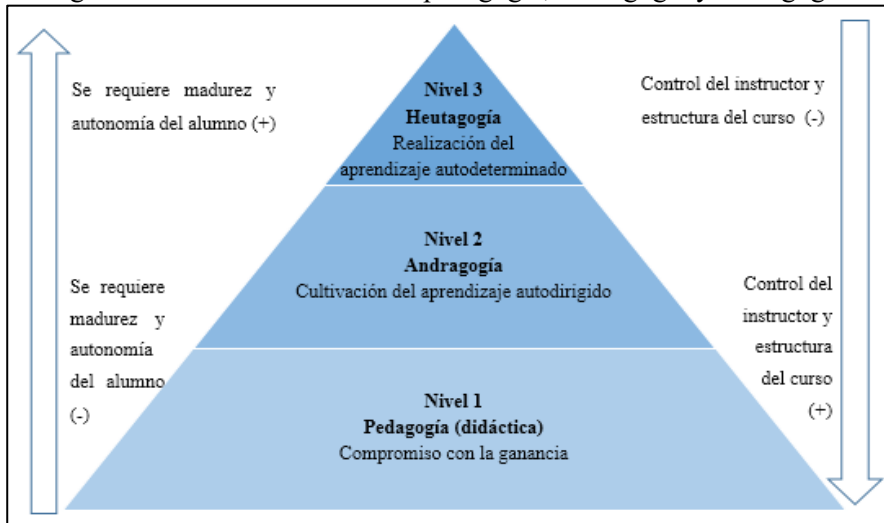 Nivel 3
Heutagogía
Realización del
aprendizaje autodeterminado
Se requiere madurez y
autonomía del alumno (+)
Control del instructor y
estructura del curso (-)
Nivel 2
Andragogía
Cultivación del aprendizaje autodirigido
Se requiere
madurez y
autonomía
del alumno
(-)
Control del
instructor y
estructura
del curso
(+)
Nivel 1
Pedagogía (didáctica)
Compromiso con la ganancia